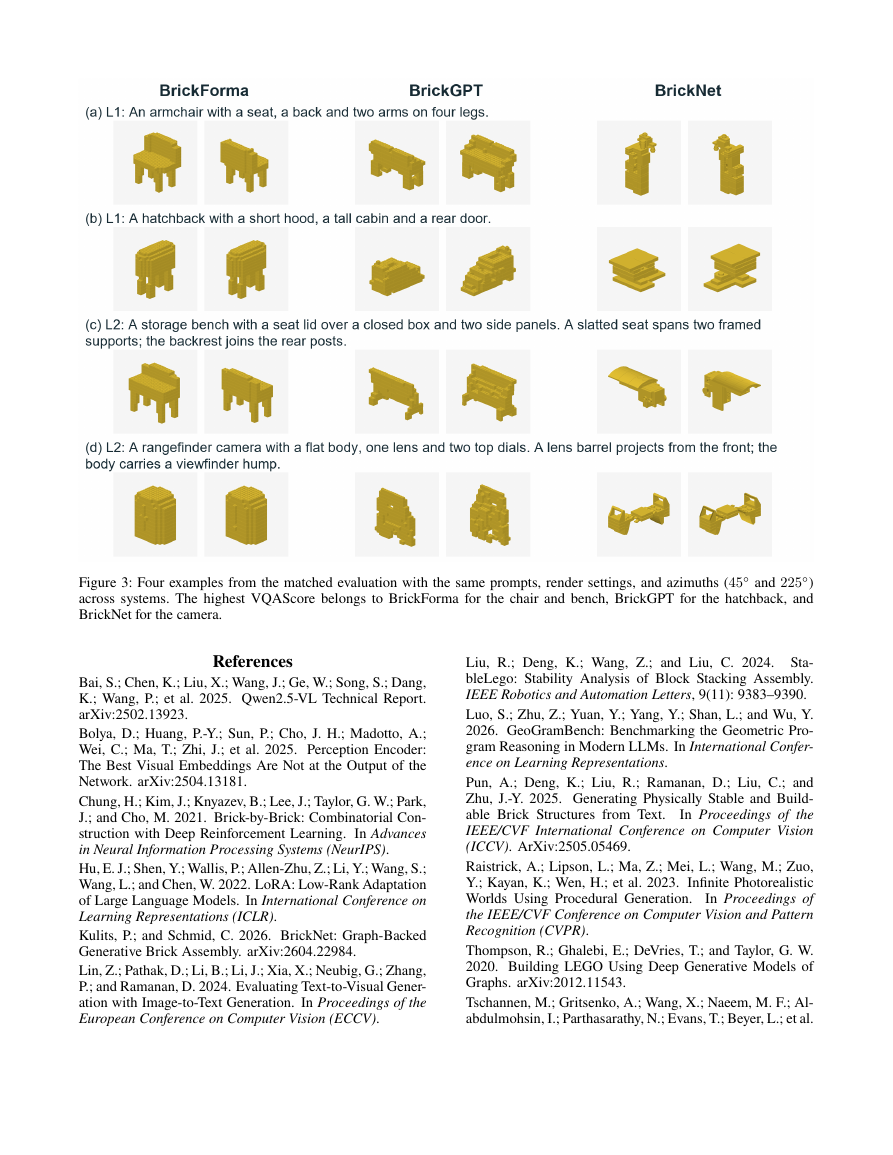 BrickForma BrickGPT BrickNet
(a) L1: An armchair with a seat, a back and two arms on four legs.
(b) L1: A hatchback with a short hood, a tall cabin and a rear door.
(c) L2: A storage bench with a seat lid over a closed box and two side panels. A slatted seat spans two framed
supports; the backrest joins the rear posts.
(d) L2: A rangefinder camera with a flat body, one lens and two top dials. A lens barrel projects from the front; the
body carries a viewfinder hump.
Figure 3: Four examples from the matched evaluation with the same prompts, render settings, and azimuths (45° and 225°)
across systems. The highest VQAScore belongs to BrickForma for the chair and bench, BrickGPT for the hatchback, and
BrickNet for the camera.
References
Bai, S.; Chen, K.; Liu, X.; Wang, J.; Ge, W.; Song, S.; Dang,
K.; Wang, P.; et al. 2025. Qwen2.5-VL Technical Report.
arXiv:2502.13923.
Bolya, D.; Huang, P.-Y.; Sun, P.; Cho, J. H.; Madotto, A.;
Wei, C.; Ma, T.; Zhi, J.; et al. 2025. Perception Encoder:
The Best Visual Embeddings Are Not at the Output of the
Network. arXiv:2504.13181.
Chung, H.; Kim, J.; Knyazev, B.; Lee, J.; Taylor, G. W.; Park,
J.; and Cho, M. 2021. Brick-by-Brick: Combinatorial Con-
struction with Deep Reinforcement Learning. In Advances
in Neural Information Processing Systems (NeurIPS).
Hu, E. J.; Shen, Y.; Wallis, P.; Allen-Zhu, Z.; Li, Y.; Wang, S.;
Wang, L.; and Chen, W. 2022. LoRA: Low-Rank Adaptation
of Large Language Models. In International Conference on
Learning Representations (ICLR).
Kulits, P.; and Schmid, C. 2026. BrickNet: Graph-Backed
Generative Brick Assembly. arXiv:2604.22984.
Lin, Z.; Pathak, D.; Li, B.; Li, J.; Xia, X.; Neubig, G.; Zhang,
P.; and Ramanan, D. 2024. Evaluating Text-to-Visual Gener-
ation with Image-to-Text Generation. In Proceedings of the
European Conference on Computer Vision (ECCV).
Liu, R.; Deng, K.; Wang, Z.; and Liu, C. 2024. Sta-
bleLego: Stability Analysis of Block Stacking Assembly.
IEEE Robotics and Automation Letters, 9(11): 9383–9390.
Luo, S.; Zhu, Z.; Yuan, Y.; Yang, Y.; Shan, L.; and Wu, Y.
2026. GeoGramBench: Benchmarking the Geometric Pro-
gram Reasoning in Modern LLMs. In International Confer-
ence on Learning Representations.
Pun, A.; Deng, K.; Liu, R.; Ramanan, D.; Liu, C.; and
Zhu, J.-Y. 2025. Generating Physically Stable and Build-
able Brick Structures from Text. In Proceedings of the
IEEE/CVF International Conference on Computer Vision
(ICCV). ArXiv:2505.05469.
Raistrick, A.; Lipson, L.; Ma, Z.; Mei, L.; Wang, M.; Zuo,
Y.; Kayan, K.; Wen, H.; et al. 2023. Infinite Photorealistic
Worlds Using Procedural Generation. In Proceedings of
the IEEE/CVF Conference on Computer Vision and Pattern
Recognition (CVPR).
Thompson, R.; Ghalebi, E.; DeVries, T.; and Taylor, G. W.
2020. Building LEGO Using Deep Generative Models of
Graphs. arXiv:2012.11543.
Tschannen, M.; Gritsenko, A.; Wang, X.; Naeem, M. F.; Al-
abdulmohsin, I.; Parthasarathy, N.; Evans, T.; Beyer, L.; et al.